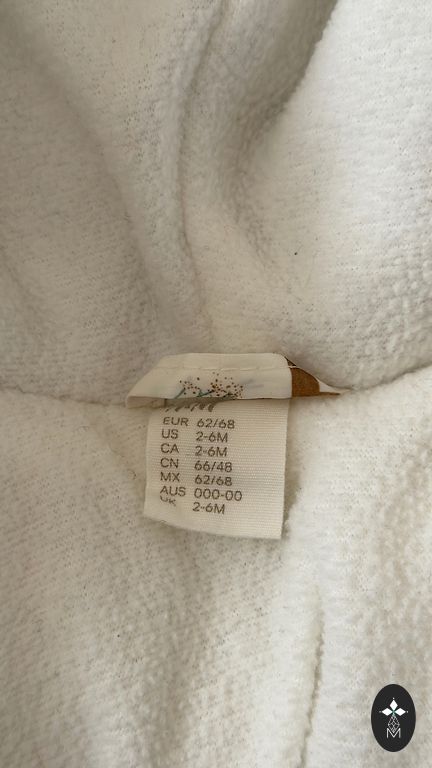 EUR 62/68
US 2-6M
CA 2-6M
CN 66/48
MX 62/68
AUS 000-00
UK 2-6M
M